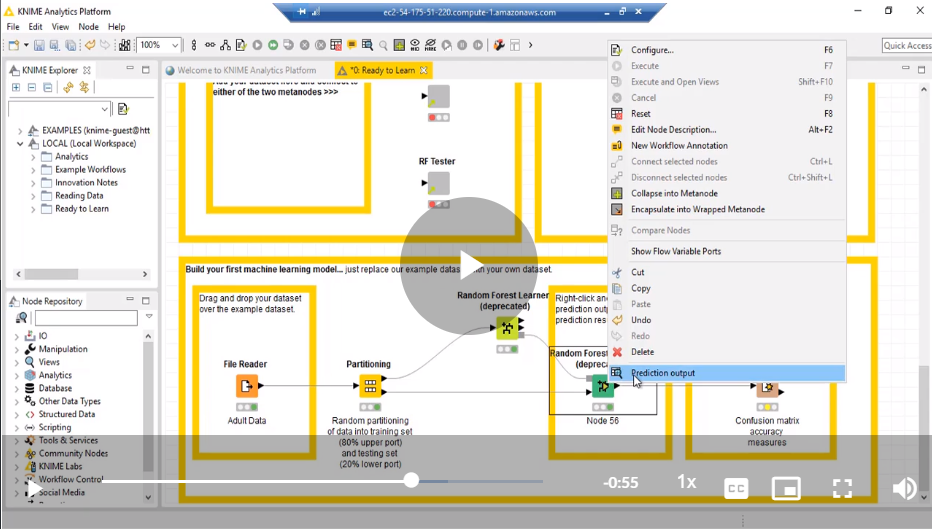 KNIME Analytics Platform
ec2-54-175-51-220.compute-1.amazonaws.com
File Edit View Node Help
100%
Quick Access
KNIME Explorer
EXAMPLES (knime-guest@htt
LOCAL (Local Workspace)
Analytics
Example Workflows
Innovation Notes
Reading Data
Ready to Learn
Node Repository
IO
Manipulation
Views
Analytics
Database
Other Data Types
Structured Data
Scripting
Tools & Services
Community Nodes
KNIME Labs
Workflow Control
Social Media
Welcome to KNIME Analytics Platform
*0: Ready to Learn
either of the two metanodes >>>
RF Tester
Build your first machine learning model... just replace our example datas with your own dataset.
Drag and drop your dataset
over the example dataset.
File Reader
Adult Data
Partitioning
Random partitioning
of data into training set
(80% upper port)
and testing set
(20% lower port)
Random Forest Learner
(deprecated)
Right-click and
prediction outp
prediction res
Random Forest
(depreca
Node 56
Confusion matrix
accuracy
measures
Configure... F6
Execute F7
Execute and Open Views Shift+F10
Cancel F9
Reset F8
Edit Node Description... Alt+F2
New Workflow Annotation
Connect selected nodes Ctrl+L
Disconnect selected nodes Ctrl+Shift+L
Collapse into Metanode
Encapsulate into Wrapped Metanode
Compare Nodes
Show Flow Variable Ports
Cut
Copy
Paste
Undo
Redo
Delete
Prediction output
-0:55
1x
CC